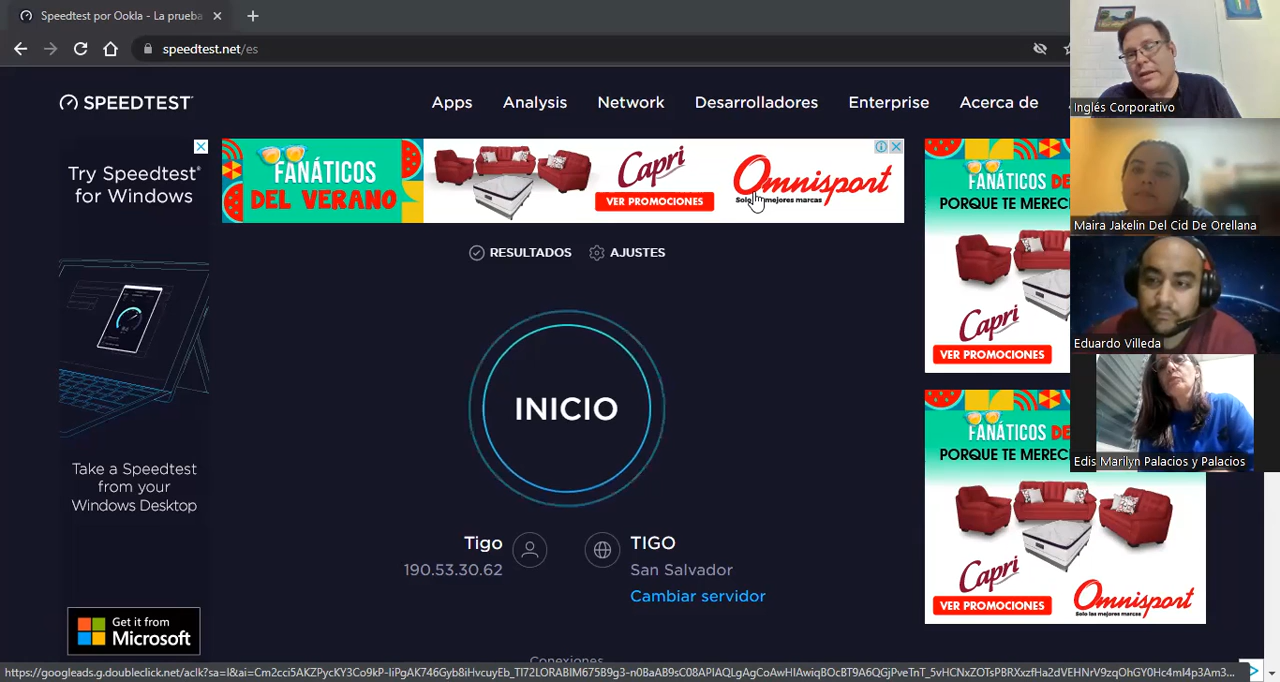 Speedtest por Ookla - La prueba
speedtest.net/es
SPEEDTEST
Apps
Analysis
Network
Desarrolladores
Enterprise
Acerca de
Try Speedtest®
for Windows
Take a Speedtest
from your
Windows Desktop
Get it from
Microsoft
FANÁTICOS
DEL VERANO
Capri
VER PROMOCIONES
Omnisport
RESULTADOS
AJUSTES
INICIO
Tigo
190.53.30.62
TIGO
San Salvador
Cambiar servidor
Conexiones
FANÁTICOS
PORQUE TE
Capri
VER PROMOCIONES
FANÁTICOS
PORQUE TE
Capri
VER PROMOCIONES
Omnisport
Solo las mejores marcas
Inglés Corporativo
Maira Jakelin Del Cid De Orellana
Eduardo Villeda
Edis Marilyn Palacios y Palacios